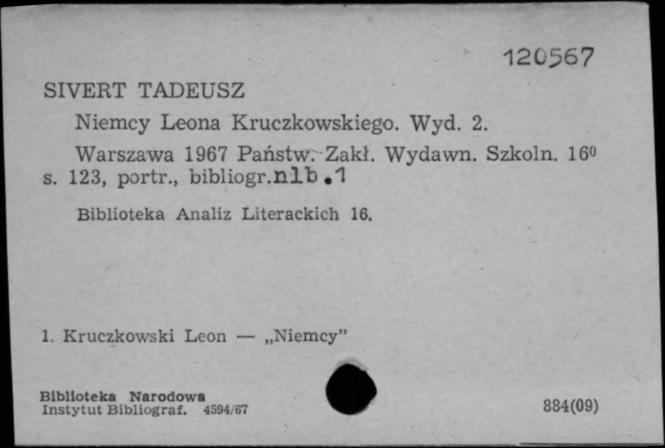 120567
SIVERT TADEUSZ
Niemcy Leona Kruczkowskiego. Wyd. 2.
Warszawa 1967 Państw. Zakł. Wydawn. Szkoln. 16⁰
s. 123, portr., bibliogr.nlb.1
Biblioteka Analiz Literackich 16.
1. Kruczkowski Leon — „Niemcy”
Biblioteka Narodowa
Instytut Bibliograf. 4594/67
884(09)